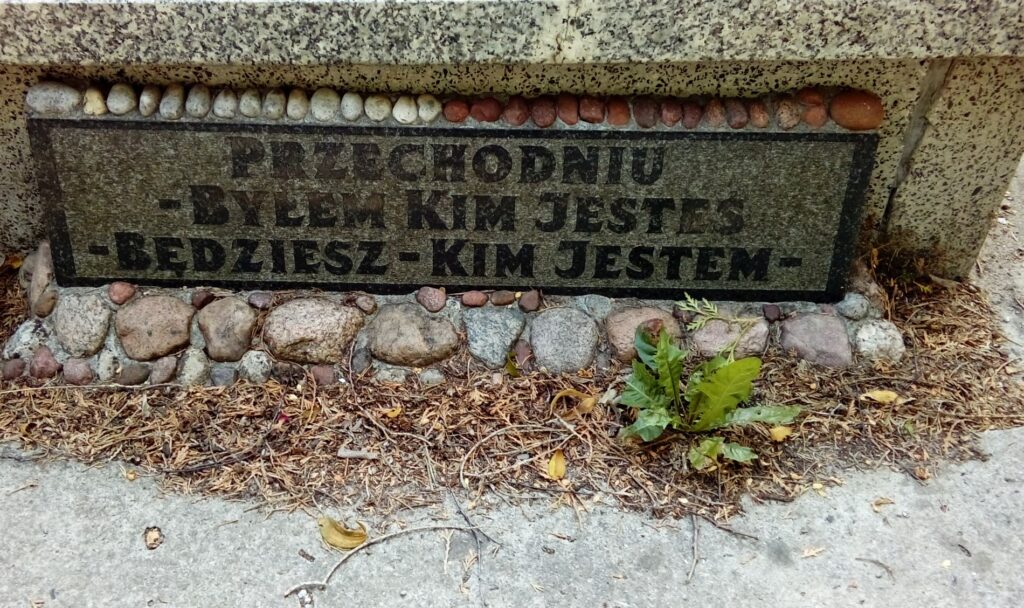 PRZECHODNIU
-BYŁEM KIM JESTEŚ
-BĘDZIESZ-KIM JESTEM-